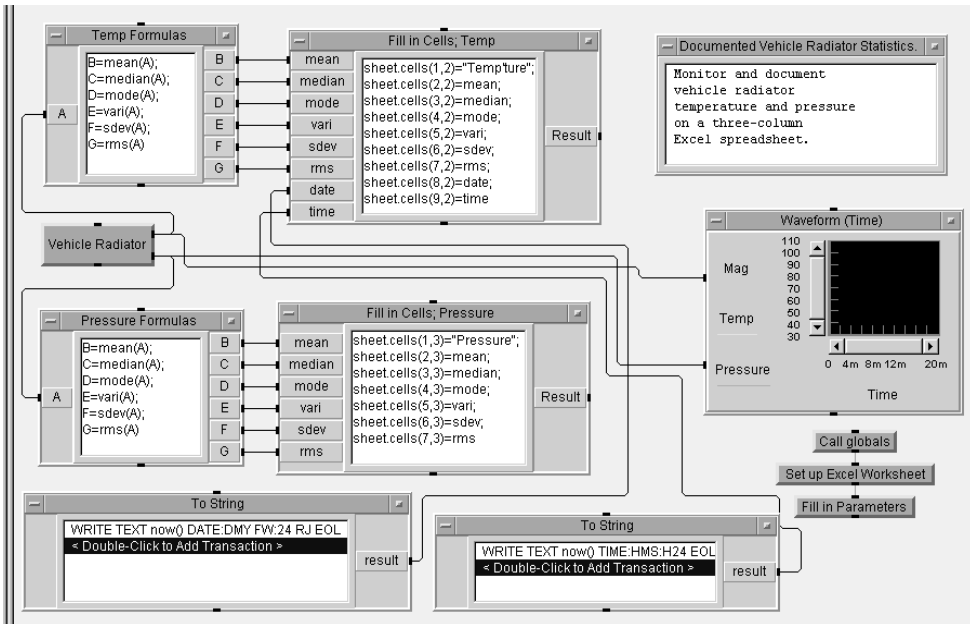 Temp Formulas
A
B=mean(A);
C=median(A);
D=mode(A);
E=vari(A);
F=sdev(A);
G=rms(A)
B
C
D
E
F
G
Fill in Cells; Temp
mean
median
mode
vari
sdev
rms
date
time
sheet.cells(1,2)="Temp'ture";
sheet.cells(2,2)=mean;
sheet.cells(3,2)=median;
sheet.cells(4,2)=mode;
sheet.cells(5,2)=vari;
sheet.cells(6,2)=sdev;
sheet.cells(7,2)=rms;
sheet.cells(8,2)=date;
sheet.cells(9,2)=time
Result
Documented Vehicle Radiator Statistics.
Monitor and document
vehicle radiator
temperature and pressure
on a three-column
Excel spreadsheet.
Vehicle Radiator
Waveform (Time)
Mag
Temp
Pressure
110
100
90
80
70
60
50
40
30
0 4m 8m 12m 20m
Time
Pressure Formulas
A
B=mean(A);
C=median(A);
D=mode(A);
E=vari(A);
F=sdev(A);
G=rms(A)
B
C
D
E
F
G
Fill in Cells; Pressure
mean
median
mode
vari
sdev
rms
sheet.cells(1,3)="Pressure";
sheet.cells(2,3)=mean;
sheet.cells(3,3)=median;
sheet.cells(4,3)=mode;
sheet.cells(5,3)=vari;
sheet.cells(6,3)=sdev;
sheet.cells(7,3)=rms
Result
Call globals
Set up Excel Worksheet
Fill in Parameters
To String
WRITE TEXT now() DATE:DMY FW:24 RJ EOL
< Double-Click to Add Transaction >
result
To String
WRITE TEXT now() TIME:HMS:H24 EOL
< Double-Click to Add Transaction >
result